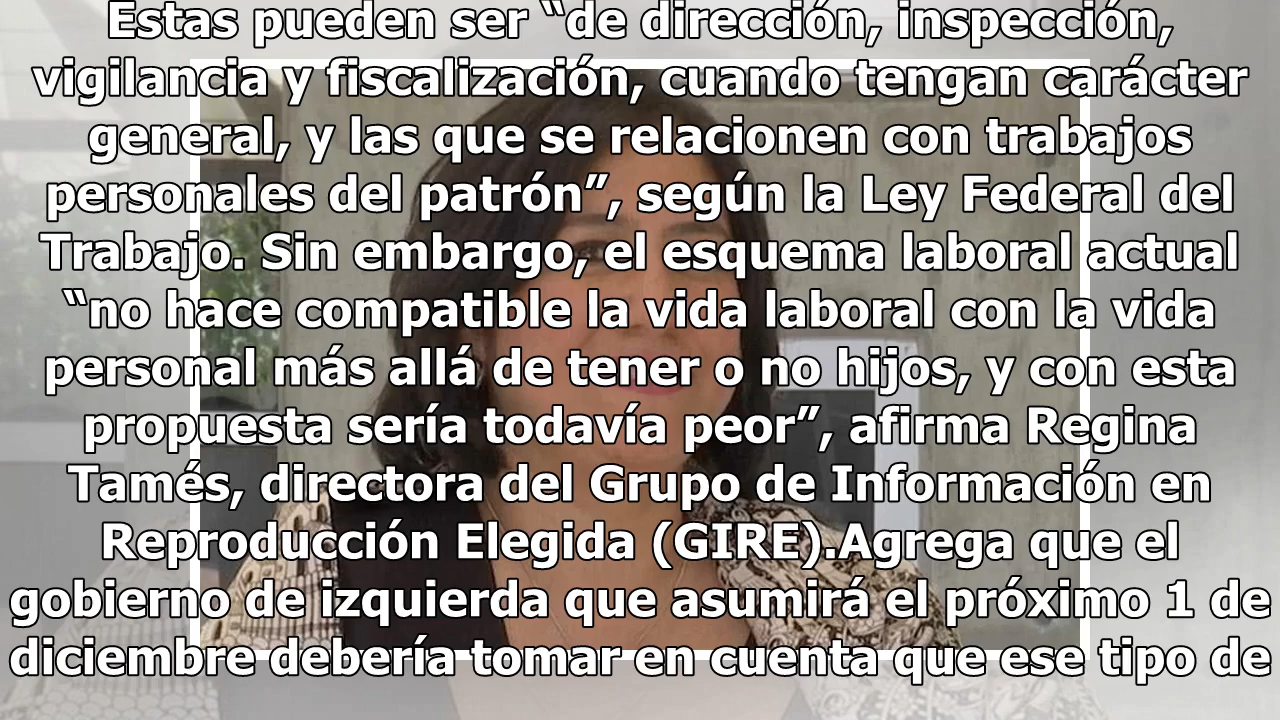 Estas pueden ser “de dirección, inspección,
vigilancia y fiscalización, cuando tengan carácter
general, y las que se relacionen con trabajos
personales del patrón”, según la Ley Federal del
Trabajo. Sin embargo, el esquema laboral actual
“no hace compatible la vida laboral con la vida
personal más allá de tener o no hijos, y con esta
propuesta sería todavía peor”, afirma Regina
Tamés, directora del Grupo de Información en
Reproducción Elegida (GIRE).Agrega que el
gobierno de izquierda que asumirá el próximo 1 de
diciembre debería tomar en cuenta que ese tipo de